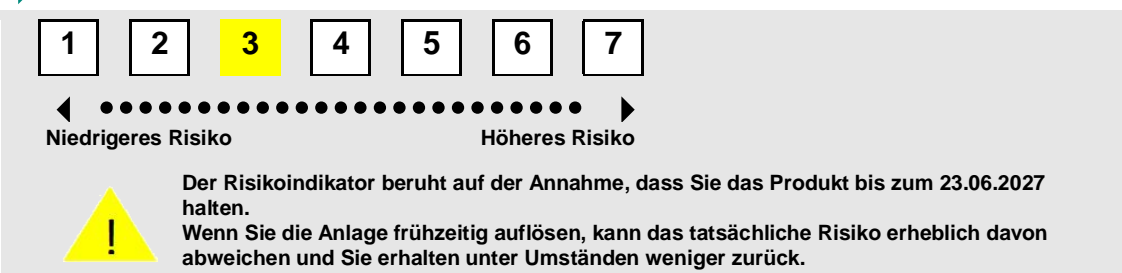 1 2 3 4 5 6 7
Niedrigeres Risiko Höheres Risiko
Der Risikoindikator beruht auf der Annahme, dass Sie das Produkt bis zum 23.06.2027
halten.
!
Wenn Sie die Anlage frühzeitig auflösen, kann das tatsächliche Risiko erheblich davon
abweichen und Sie erhalten unter Umständen weniger zurück.